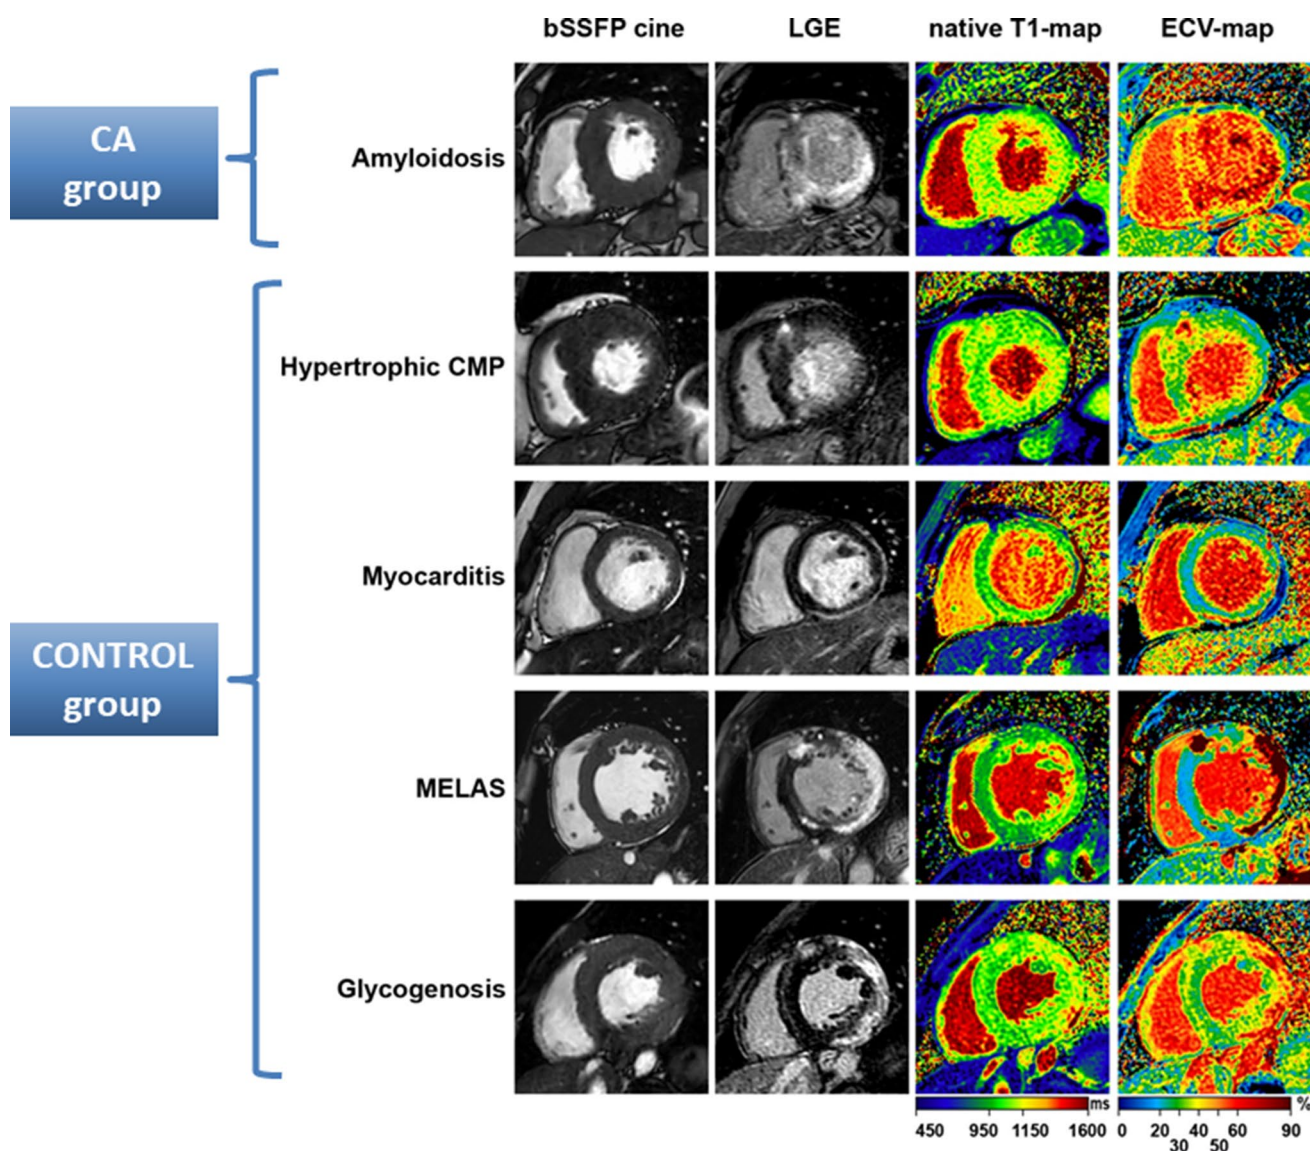 bSSFP cine LGE native T1-map ECV-map
CA
group
Amyloidosis
Hypertrophic CMP
Myocarditis
CONTROL
group
MELAS
Glycogenosis
ms %
450 950 1150 1600 0 20 40 60 90
30 50